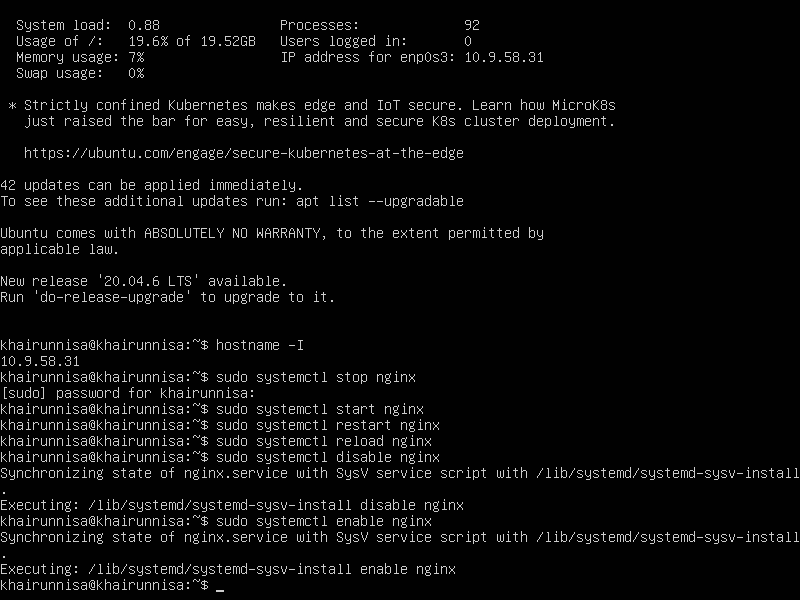 System load:  0.88               Processes:              92
Usage of /:   19.6% of 19.52GB   Users logged in:        0
Memory usage: 7%                 IP address for enp0s3: 10.9.58.31
Swap usage:   0%
* Strictly confined Kubernetes makes edge and IoT secure. Learn how MicroK8s
just raised the bar for easy, resilient and secure K8s cluster deployment.
https://ubuntu.com/engage/secure-kubernetes-at-the-edge
42 updates can be applied immediately.
To see these additional updates run: apt list --upgradable
Ubuntu comes with ABSOLUTELY NO WARRANTY, to the extent permitted by
applicable law.
New release '20.04.6 LTS' available.
Run 'do-release-upgrade' to upgrade to it.
khairunnisa@khairunnisa:~$ hostname -I
10.9.58.31
khairunnisa@khairunnisa:~$ sudo systemctl stop nginx
[sudo] password for khairunnisa:
khairunnisa@khairunnisa:~$ sudo systemctl start nginx
khairunnisa@khairunnisa:~$ sudo systemctl restart nginx
khairunnisa@khairunnisa:~$ sudo systemctl reload nginx
khairunnisa@khairunnisa:~$ sudo systemctl disable nginx
Synchronizing state of nginx.service with SysV service script with /lib/systemd/systemd-sysv-install
.
Executing: /lib/systemd/systemd-sysv-install disable nginx
khairunnisa@khairunnisa:~$ sudo systemctl enable nginx
Synchronizing state of nginx.service with SysV service script with /lib/systemd/systemd-sysv-install
.
Executing: /lib/systemd/systemd-sysv-install enable nginx
khairunnisa@khairunnisa:~$ _